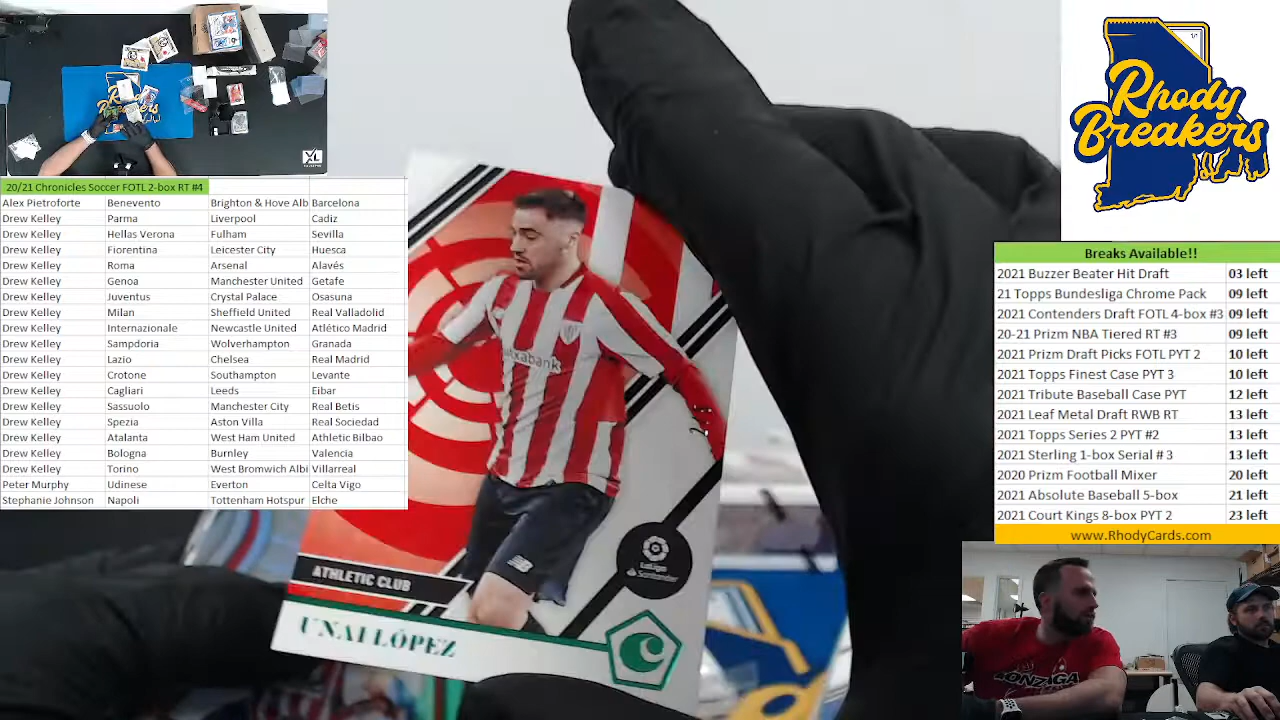 20/21 Chronicles Soccer FOTL 2-box RT #4
Alex Pietroforte Benevento Brighton & Hove Alb Barcelona
Drew Kelley Parma Liverpool Cadiz
Drew Kelley Hellas Verona Fulham Sevilla
Drew Kelley Fiorentina Leicester City Huesca
Drew Kelley Roma Arsenal Alavés
Drew Kelley Genoa Manchester United Getafe
Drew Kelley Juventus Crystal Palace Osasuna
Drew Kelley Milan Sheffield United Real Valladolid
Drew Kelley Internazionale Newcastle United Atlético Madrid
Drew Kelley Sampdoria Wolverhampton Granada
Drew Kelley Lazio Chelsea Real Madrid
Drew Kelley Crotone Southampton Levante
Drew Kelley Cagliari Leeds Eibar
Drew Kelley Sassuolo Manchester City Real Betis
Drew Kelley Spezia Aston Villa Real Sociedad
Drew Kelley Atalanta West Ham United Athletic Bilbao
Drew Kelley Bologna Burnley Valencia
Drew Kelley Torino West Bromwich Albi Villarreal
Peter Murphy Udinese Everton Celta Vigo
Stephanie Johnson Napoli Tottenham Hotspur Elche
XL
LaLiga
Santander
ATHLETIC CLUB
UNAI LÓPEZ
C
Rhody
Breakers
Breaks Available!!
2021 Buzzer Beater Hit Draft 03 left
21 Topps Bundesliga Chrome Pack 09 left
2021 Contenders Draft FOTL 4-box #3 09 left
20-21 Prizm NBA Tiered RT #3 09 left
2021 Prizm Draft Picks FOTL PYT 2 10 left
2021 Topps Finest Case PYT 3 10 left
2021 Tribute Baseball Case PYT 12 left
2021 Leaf Metal Draft RWB RT 13 left
2021 Topps Series 2 PYT #2 13 left
2021 Sterling 1-box Serial #3 13 left
2020 Prizm Football Mixer 20 left
2021 Absolute Baseball 5-box 21 left
2021 Court Kings 8-box PYT 2 23 left
www.RhodyCards.com
GONZAGA